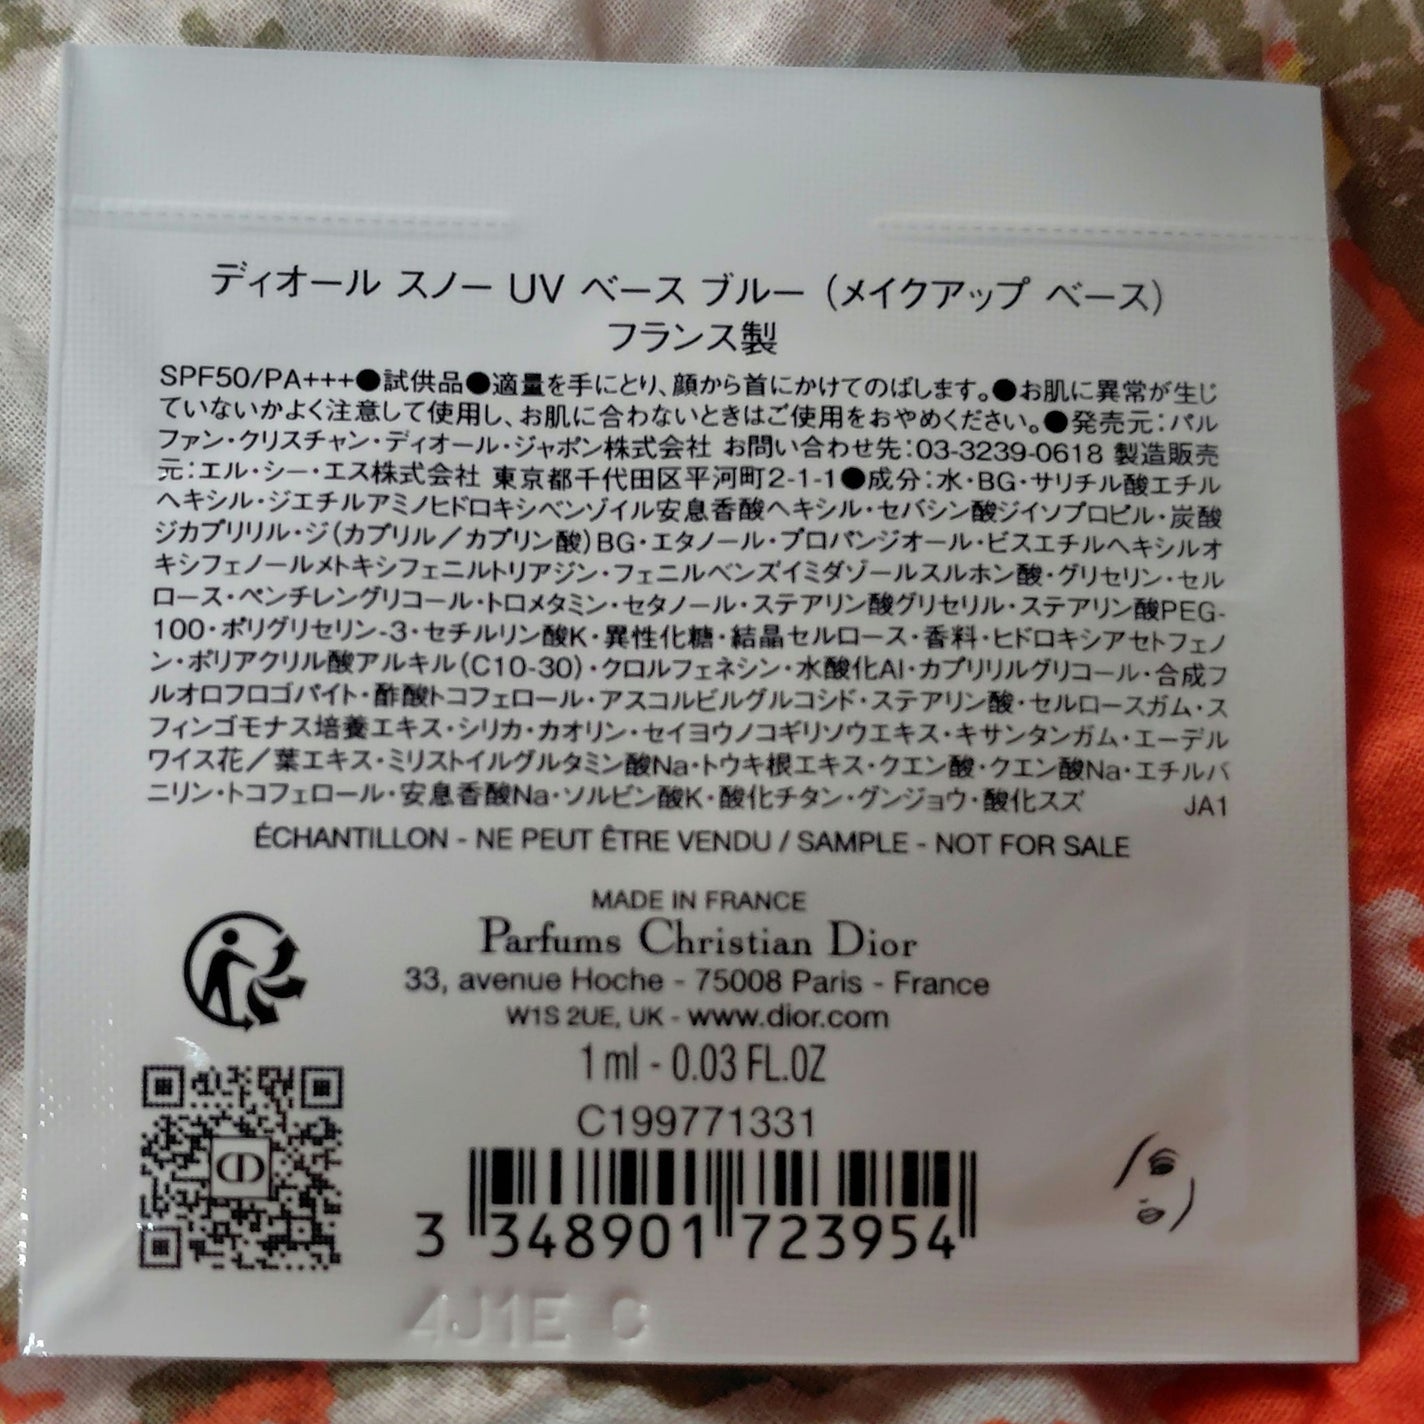 ディオール スノー UV ベース ブルー（メイクアップ ベース）
フランス製
SPF50/PA+++●試供品●適量を手にとり、顔から首にかけてのばします。●お肌に異常が生じ
ていないかよく注意して使用し、お肌に合わないときはご使用をおやめください。●発売元：パル
ファン・クリスチャン・ディオール・ジャポン株式会社 お問い合わせ先：03-3239-0618 製造販売
元：エル・シー・エス株式会社 東京都千代田区平河町2-1-1●成分：水・BG・サリチル酸エチル
ヘキシル・ジエチルアミノヒドロキシベンゾイル安息香酸ヘキシル・セバシン酸ジイソプロピル・炭酸
ジカプリリル・ジ（カプリル／カプリン酸）BG・エタノール・プロパンジオール・ビスエチルヘキシルオ
キシフェノールメトキシフェニルトリアジン・フェニルベンズイミダゾールスルホン酸・グリセリン・セル
ロース・ペンチレングリコール・トロメタミン・セタノール・ステアリン酸グリセリル・ステアリン酸PEG-
100・ポリグリセリン-3・セチルリン酸K・異性化糖・結晶セルロース・香料・ヒドロキシアセトフェノ
ン・ポリアクリル酸アルキル（C10-30）・クロルフェネシン・水酸化Al・カプリリルグリコール・合成フ
ルオロフロゴパイト・酢酸トコフェロール・アスコルビルグルコシド・ステアリン酸・セルロースガム・ス
フィンゴモナス培養エキス・シリカ・カオリン・セイヨウノコギリソウエキス・キサンタンガム・エーデル
ワイス花／葉エキス・ミリストイルグルタミン酸Na・トウキ根エキス・クエン酸・クエン酸Na・エチルバ
ニリン・トコフェロール・安息香酸Na・ソルビン酸K・酸化チタン・グンジョウ・酸化スズ JA1
ÉCHANTILLON - NE PEUT ÊTRE VENDU / SAMPLE - NOT FOR SALE
MADE IN FRANCE
Parfums Christian Dior
33, avenue Hoche - 75008 Paris - France
W1S 2UE, UK - www.dior.com
1 ml - 0.03 FL.OZ
C199771331
3 348901 723954
4J1E C